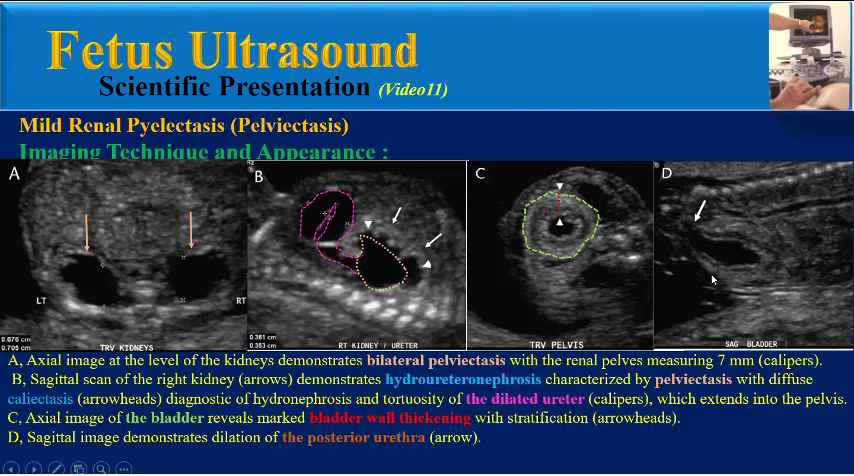 Fetus Ultrasound
Scientific Presentation (Video11)
Mild Renal Pyelectasis (Pelviectasis)
Imaging Technique and Appearance :
A
B
C
D
LT
RT
0.676 cm
0.705 cm
TRV KIDNEYS
0.361 cm
0.353 cm
RT KIDNEY / URETER
TRV PELVIS
SAG BLADDER
A, Axial image at the level of the kidneys demonstrates bilateral pelviectasis with the renal pelves measuring 7 mm (calipers).
B, Sagittal scan of the right kidney (arrows) demonstrates hydroureteronephrosis characterized by pelviectasis with diffuse
caliectasis (arrowheads) diagnostic of hydronephrosis and tortuosity of the dilated ureter (calipers), which extends into the pelvis.
C, Axial image of the bladder reveals marked bladder wall thickening with stratification (arrowheads).
D, Sagittal image demonstrates dilation of the posterior urethra (arrow).